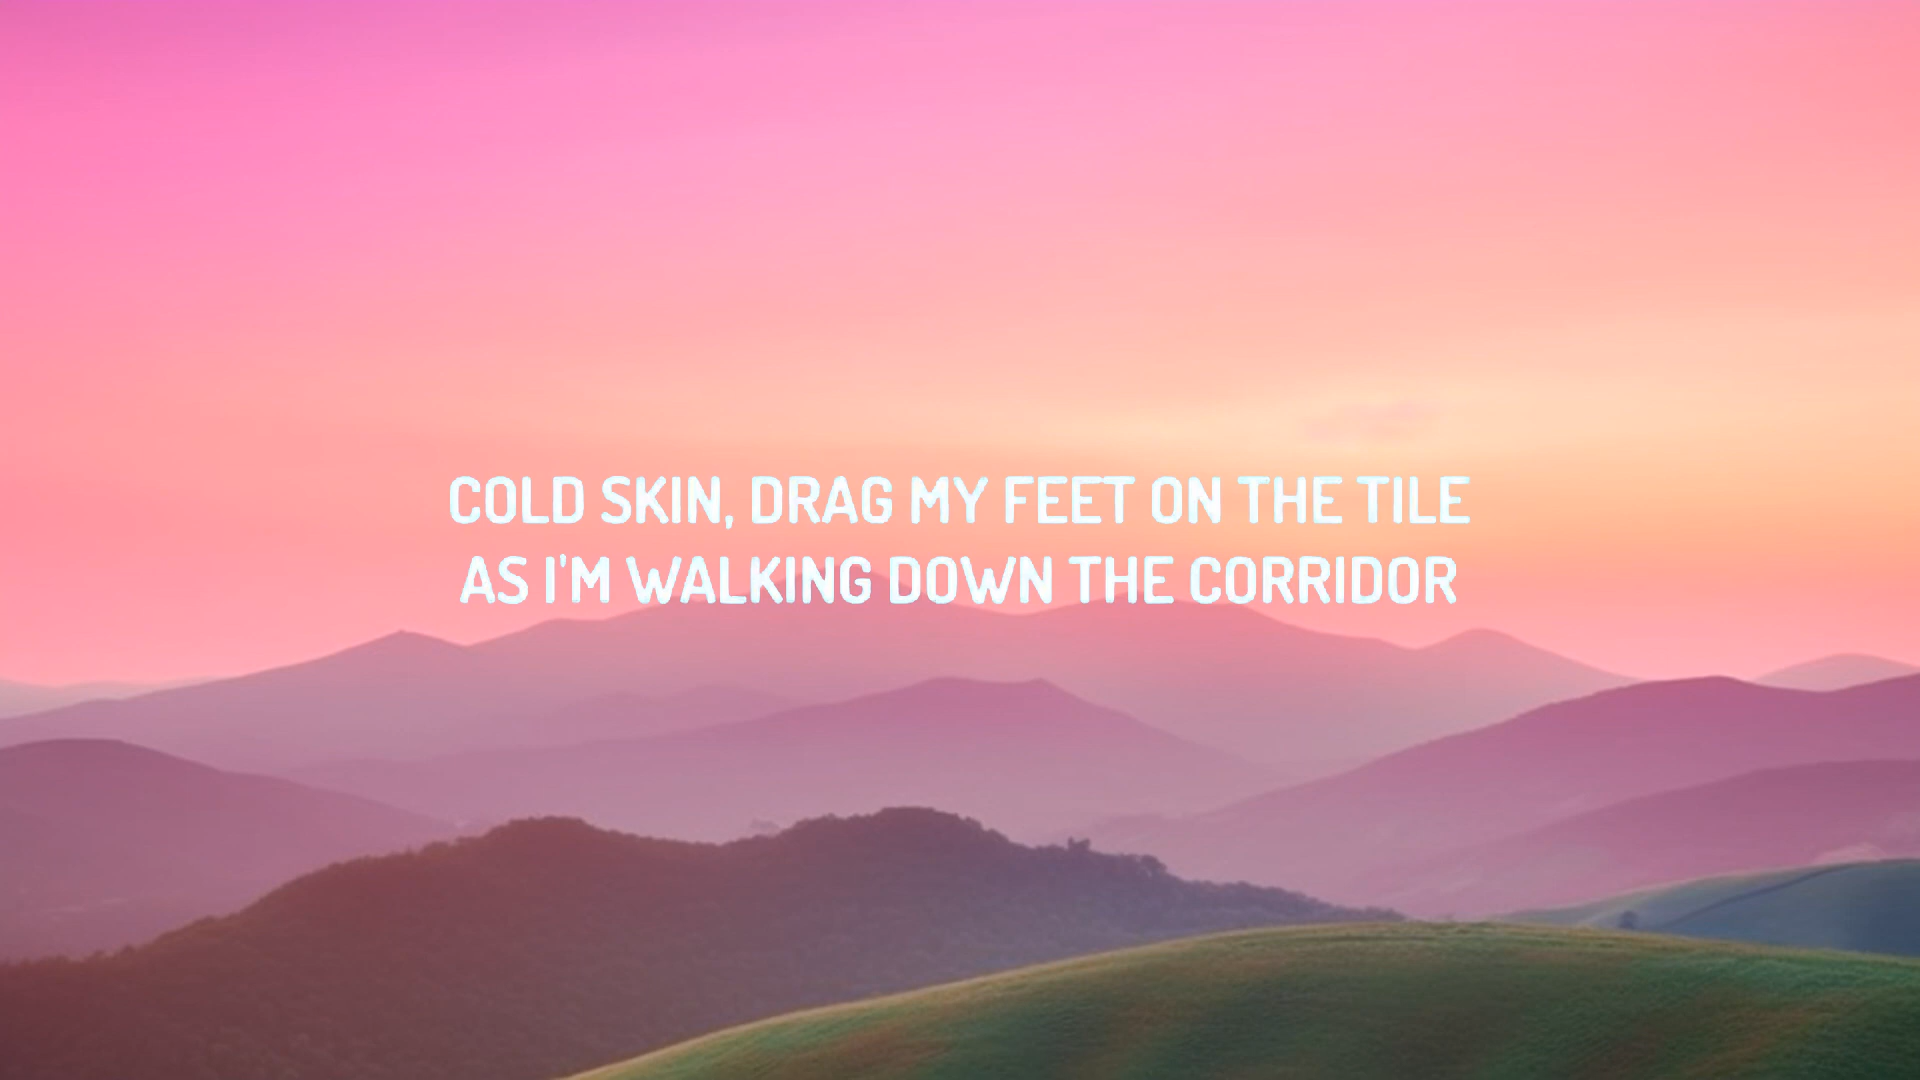 COLD SKIN, DRAG MY FEET ON THE TILE
AS I'M WALKING DOWN THE CORRIDOR